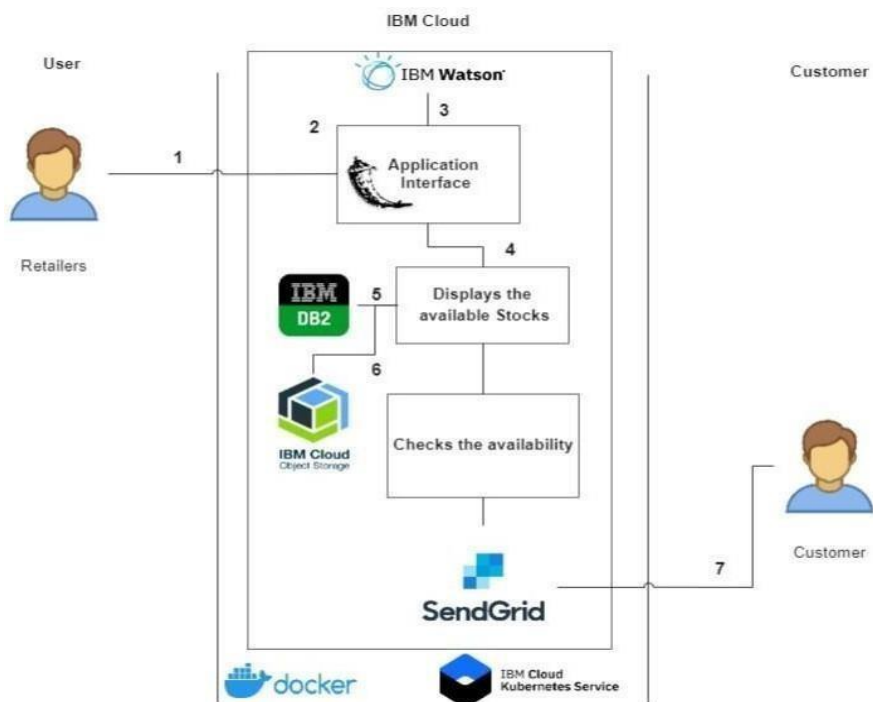 IBM Cloud
User
Customer
IBM Watson
3
2
1
Application
Interface
Retailers
4
IBM
DB2
5
Displays the
available Stocks
6
IBM Cloud
Object Storage
Checks the availability
Customer
7
SendGrid
docker
IBM Cloud
Kubernetes Service